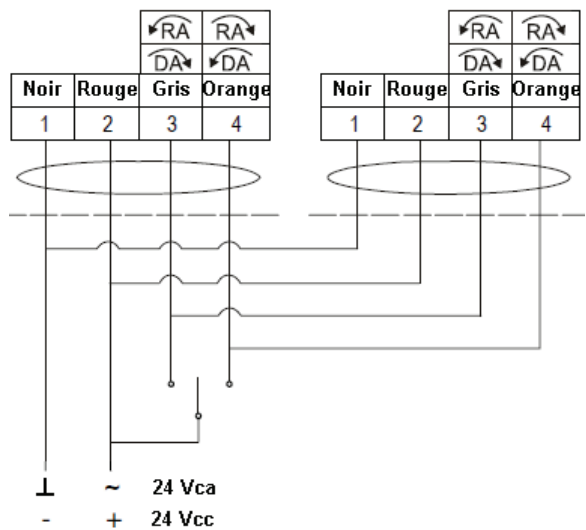 RA RA RA RA
DA DA DA DA
Noir Rouge Gris Orange Noir Rouge Gris Orange
1 2 3 4 1 2 3 4
⊥ ~ 24 Vca
- + 24 Vcc